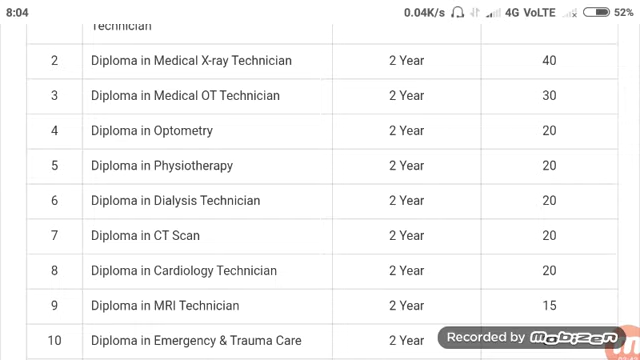 8:04 0.04K/s 4G VoLTE 52%
Technician
2 Diploma in Medical X-ray Technician 2 Year 40
3 Diploma in Medical OT Technician 2 Year 30
4 Diploma in Optometry 2 Year 20
5 Diploma in Physiotherapy 2 Year 20
6 Diploma in Dialysis Technician 2 Year 20
7 Diploma in CT Scan 2 Year 20
8 Diploma in Cardiology Technician 2 Year 20
9 Diploma in MRI Technician 2 Year 15
10 Diploma in Emergency & Trauma Care 2 Year
Recorded by Mobizen